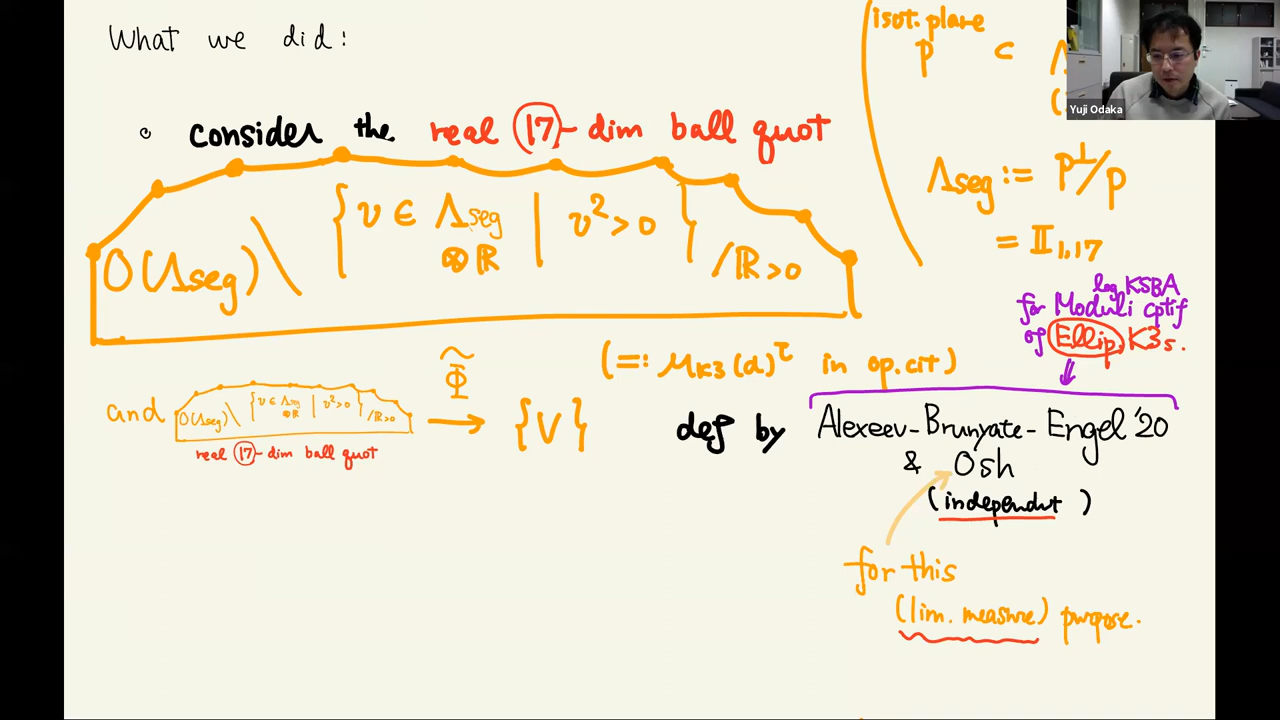 What we did:
isot. plane
p ⊂ Λ
Yuji Odaka
consider the real 17-dim ball quot
O(Λseg) \ { v ∈ Λseg ⊗ ℝ | v² > 0 } / ℝ>0
Λseg := p⊥/p
= II1,17
log KSBA
for Moduli cptif
of Ellip. K3s.
(=: MK3(d)τ in op.cit)
and O(Λseg) \ { v ∈ Λseg ⊗ ℝ | v² > 0 } / ℝ>0 → {V}
Φ̃
real 17-dim ball quot
def by Alexeev-Brunyate-Engel '20
& Osh
(independnt)
for this
(lim. measure) purpose.